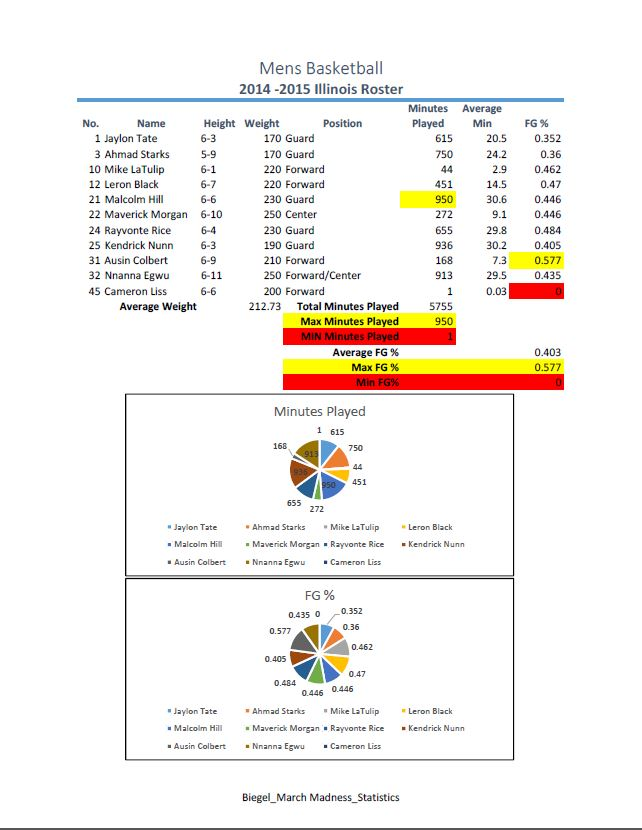 Mens Basketball
2014 -2015 Illinois Roster
Minutes Average
No. Name Height Weight Position Played Min FG %
1 Jaylon Tate 6-3 170 Guard 615 20.5 0.352
3 Ahmad Starks 5-9 170 Guard 750 24.2 0.36
10 Mike LaTulip 6-1 220 Forward 44 2.9 0.462
12 Leron Black 6-7 220 Forward 451 14.5 0.47
21 Malcolm Hill 6-6 230 Guard 950 30.6 0.446
22 Maverick Morgan 6-10 250 Center 272 9.1 0.446
24 Rayvonte Rice 6-4 230 Guard 655 29.8 0.484
25 Kendrick Nunn 6-3 190 Guard 936 30.2 0.405
31 Ausin Colbert 6-9 210 Forward 168 7.3 0.577
32 Nnanna Egwu 6-11 250 Forward/Center 913 29.5 0.435
45 Cameron Liss 6-6 200 Forward 1 0.03 0
Average Weight 212.73 Total Minutes Played 5755
Max Minutes Played 950
MIN Minutes Played 1
Average FG % 0.403
Max FG % 0.577
Min FG% 0
Minutes Played
1 615
168 913 750
936 44
950 451
655
272
Jaylon Tate Ahmad Starks Mike LaTulip Leron Black
Malcolm Hill Maverick Morgan Rayvonte Rice Kendrick Nunn
Ausin Colbert Nnanna Egwu Cameron Liss
FG %
0.435 0 0.352
0.577 0.36
0.462
0.405
0.47
0.484
0.446 0.446
Jaylon Tate Ahmad Starks Mike LaTulip Leron Black
Malcolm Hill Maverick Morgan Rayvonte Rice Kendrick Nunn
Ausin Colbert Nnanna Egwu Cameron Liss
Biegel_March Madness_Statistics